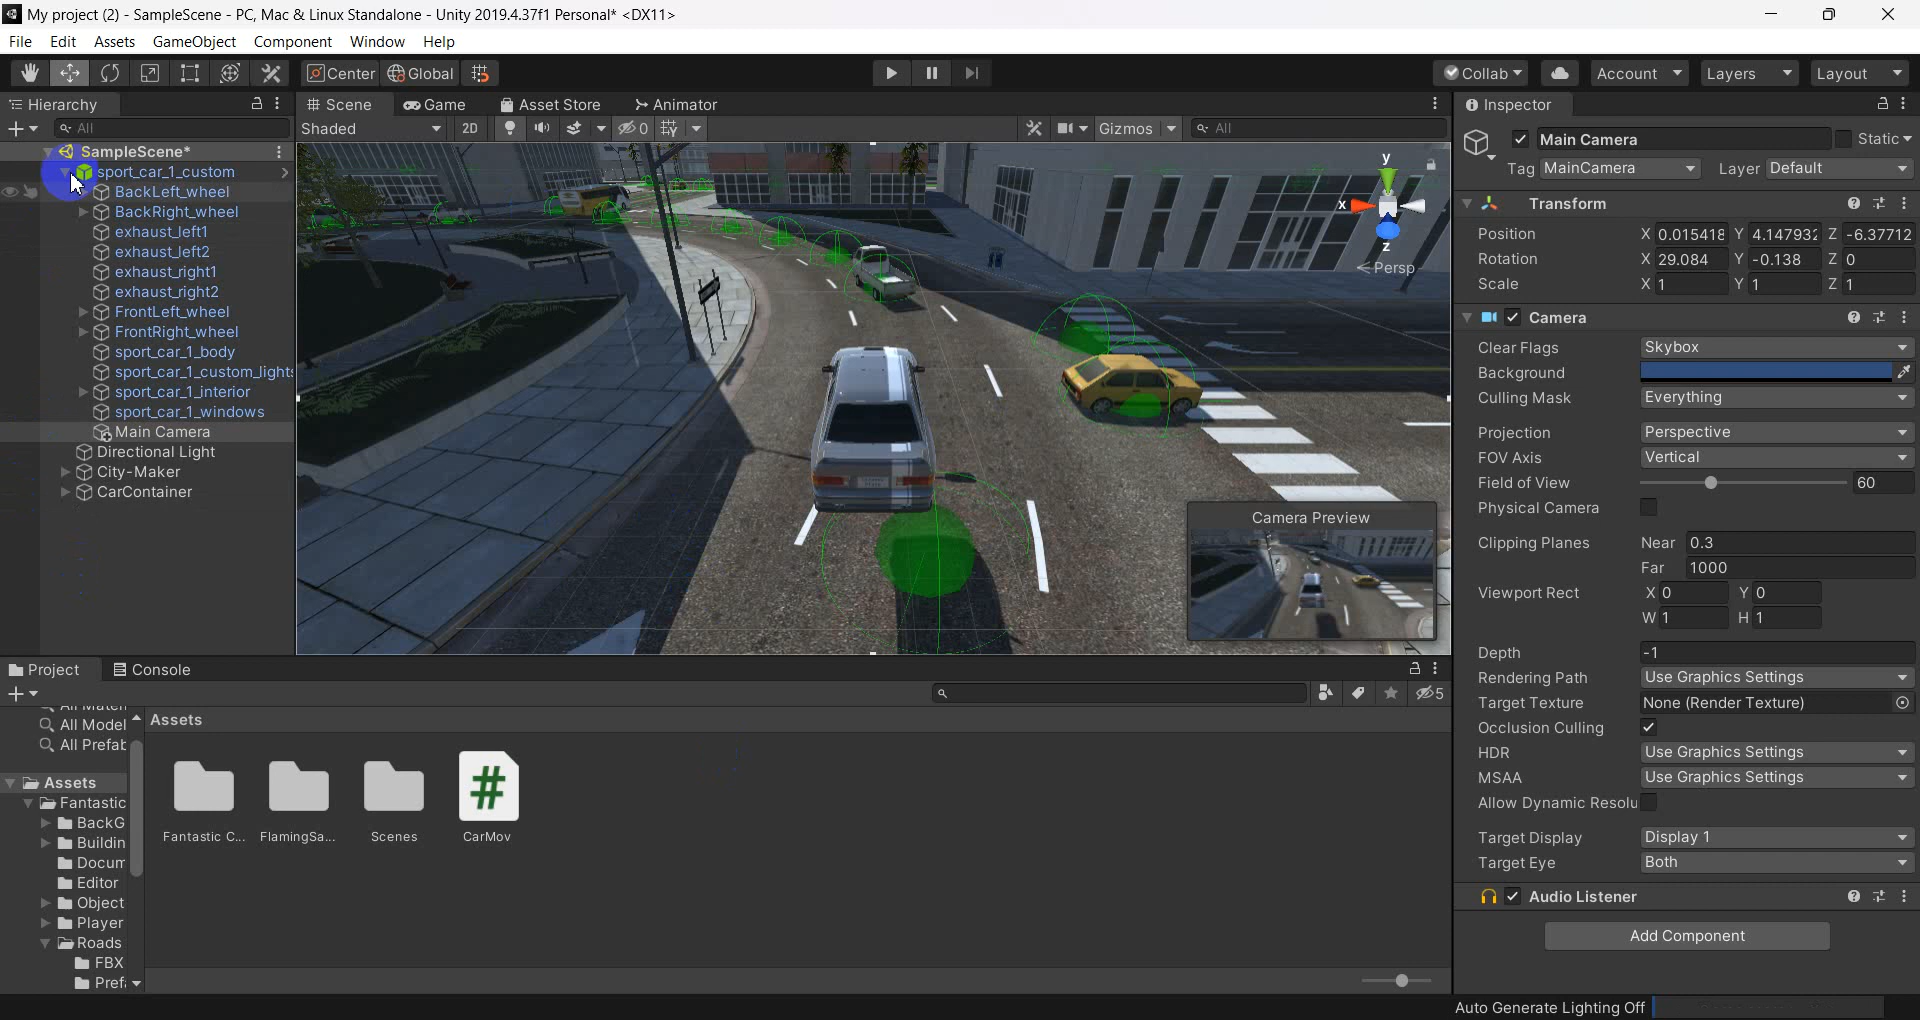 My project (2) - SampleScene - PC, Mac & Linux Standalone - Unity 2019.4.37f1 Personal* <DX11>
File Edit Assets GameObject Component Window Help
Center Global Collab Account Layers Layout
Hierarchy
All
SampleScene*
sport_car_1_custom
BackLeft_wheel
BackRight_wheel
exhaust_left1
exhaust_left2
exhaust_right1
exhaust_right2
FrontLeft_wheel
FrontRight_wheel
sport_car_1_body
sport_car_1_custom_lights
sport_car_1_interior
sport_car_1_windows
Main Camera
Directional Light
City-Maker
CarContainer
Scene Game Asset Store Animator
Shaded 2D 0 Gizmos All
y
x
z
Persp
Camera Preview
Inspector
Main Camera Static
Tag MainCamera Layer Default
Transform
Position X 0.015418 Y 4.147932 Z -6.37712
Rotation X 29.084 Y -0.138 Z 0
Scale X 1 Y 1 Z 1
Camera
Clear Flags Skybox
Background
Culling Mask Everything
Projection Perspective
FOV Axis Vertical
Field of View 60
Physical Camera
Clipping Planes Near 0.3
Far 1000
Viewport Rect X 0 Y 0
W 1 H 1
Depth -1
Rendering Path Use Graphics Settings
Target Texture None (Render Texture)
Occlusion Culling
HDR Use Graphics Settings
MSAA Use Graphics Settings
Allow Dynamic Resolu
Target Display Display 1
Target Eye Both
Audio Listener
Add Component
Project Console
5
All Model
All Prefab
Assets
Fantastic
BackG
Buildin
Docum
Editor
Object
Player
Roads
FBX
Prefa
Assets
Fantastic C... FlamingSa... Scenes CarMov
Auto Generate Lighting Off